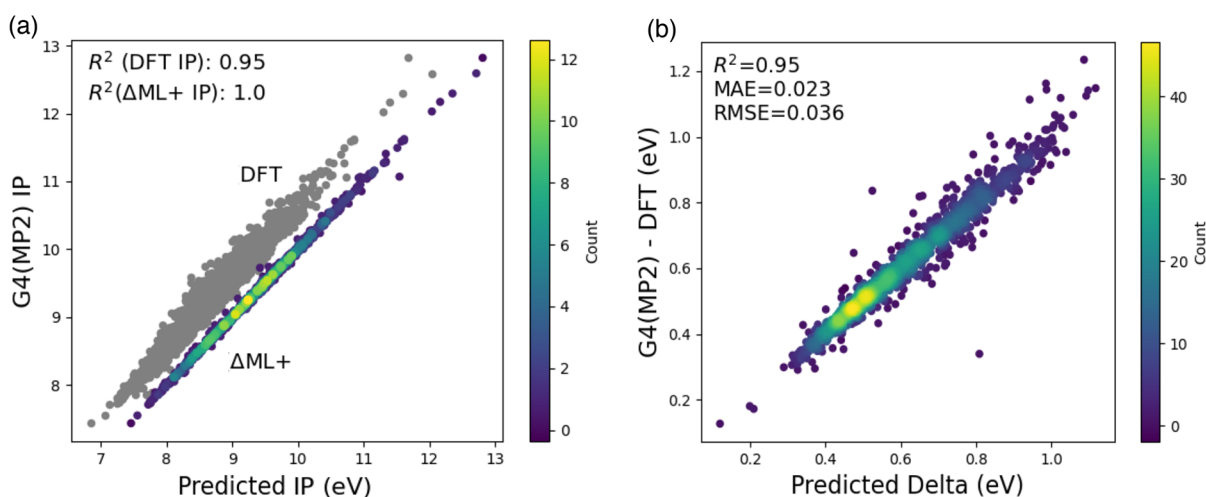 (a)
R² (DFT IP): 0.95
R²(ΔML+ IP): 1.0
DFT
ΔML+
13
12
11
10
9
8
G4(MP2) IP
7 8 9 10 11 12 13
Predicted IP (eV)
12
10
8
6
4
2
0
Count
(b)
R²=0.95
MAE=0.023
RMSE=0.036
1.2
1.0
0.8
0.6
0.4
0.2
G4(MP2) - DFT (eV)
0.2 0.4 0.6 0.8 1.0
Predicted Delta (eV)
40
30
20
10
0
Count